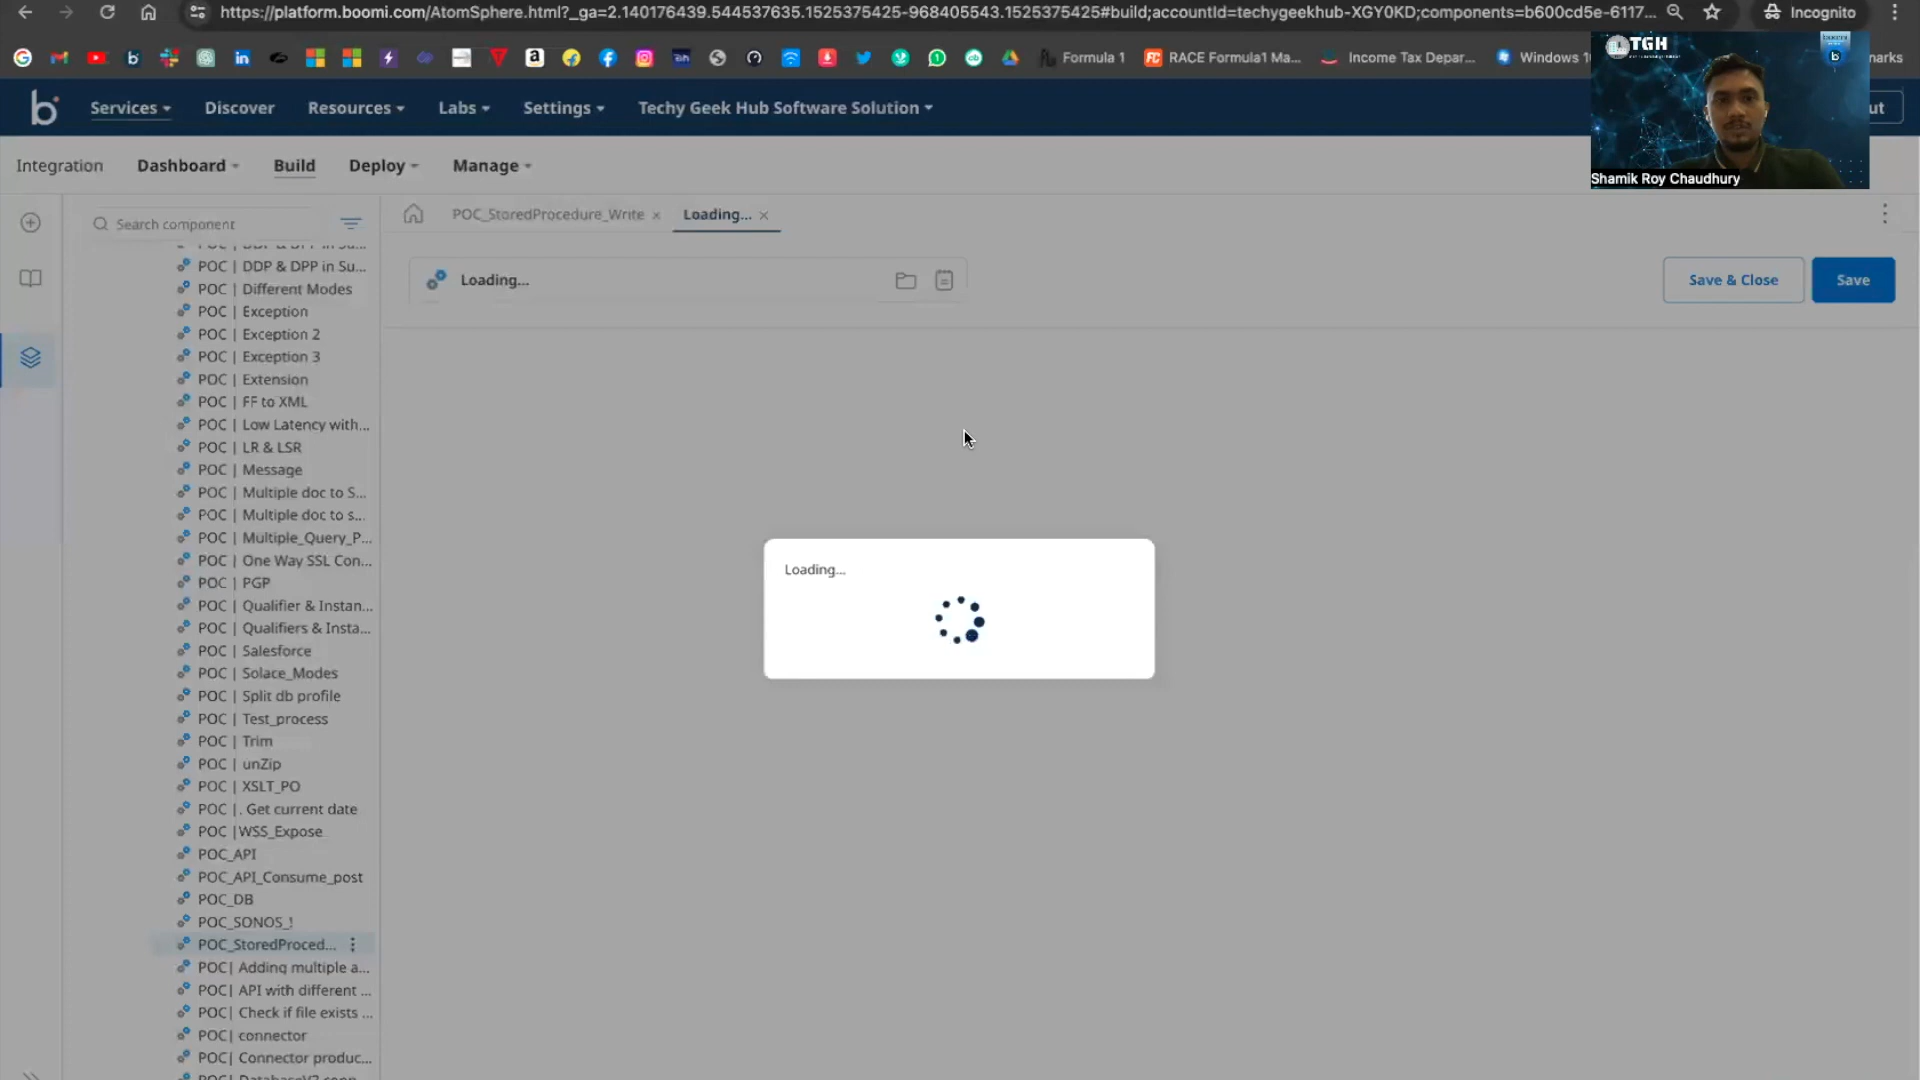 https://platform.boomi.com/AtomSphere.html?_ga=2.140176439.544537635.1525375425-968405543.1525375425#build;accountId=techygeekhub-XGY0KD;components=b600cd5e-6117...
Incognito
Formula 1
RACE Formula1 Ma...
Income Tax Depar...
Windows 1
marks
TGH
boomi
Shamik Roy Chaudhury
Services
Discover
Resources
Labs
Settings
Techy Geek Hub Software Solution
ut
Integration
Dashboard
Build
Deploy
Manage
Search component
POC_StoredProcedure_Write
Loading...
Loading...
Save & Close
Save
POC | DDP & DPP in Su...
POC | DDP & DPP in Su...
POC | Different Modes
POC | Exception
POC | Exception 2
POC | Exception 3
POC | Extension
POC | FF to XML
POC | Low Latency with...
POC | LR & LSR
POC | Message
POC | Multiple doc to S...
POC | Multiple doc to s...
POC | Multiple_Query_P...
POC | One Way SSL Con...
POC | PGP
POC | Qualifier & Instan...
POC | Qualifiers & Insta...
POC | Salesforce
POC | Solace_Modes
POC | Split db profile
POC | Test_process
POC | Trim
POC | unZip
POC | XSLT_PO
POC |. Get current date
POC |WSS_Expose
POC_API
POC_API_Consume_post
POC_DB
POC_SONOS_!
POC_StoredProced...
POC| Adding multiple a...
POC| API with different ...
POC| Check if file exists ...
POC| connector
POC| Connector produc...
Loading...